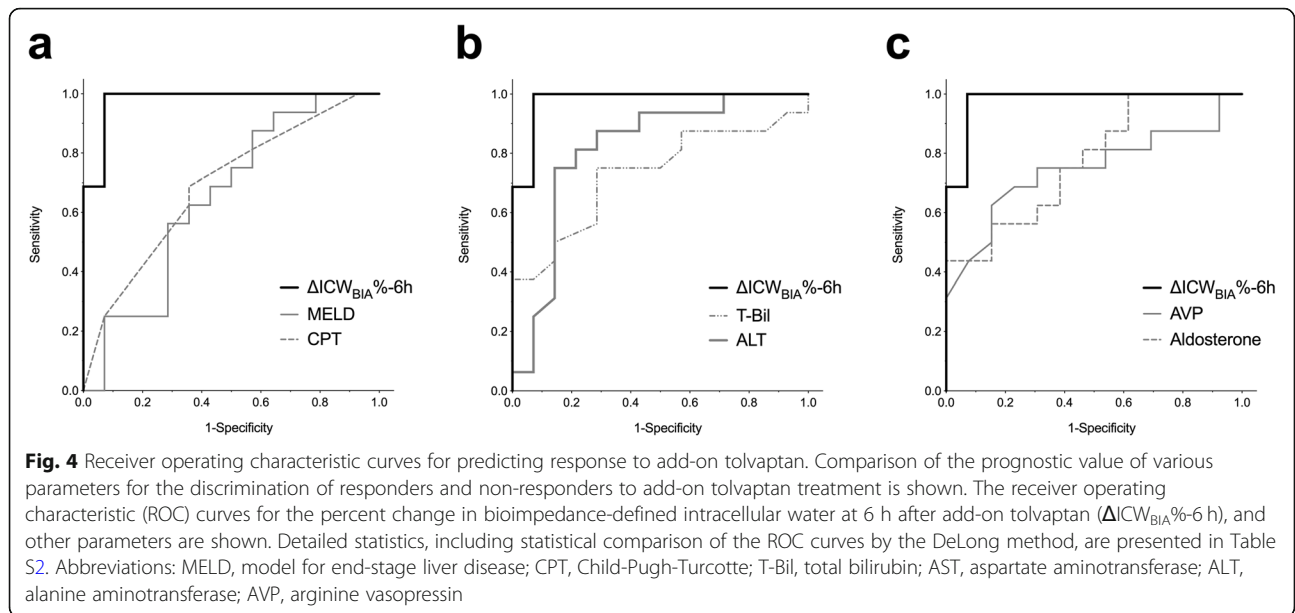 a
b
c
1.0
0.8
0.6
0.4
0.2
0.0
Sensitivity
0.0 0.2 0.4 0.6 0.8 1.0
1-Specificity
ΔICW_BIA%-6h
MELD
CPT
1.0
0.8
0.6
0.4
0.2
0.0
Sensitivity
0.0 0.2 0.4 0.6 0.8 1.0
1-Specificity
ΔICW_BIA%-6h
T-Bil
ALT
1.0
0.8
0.6
0.4
0.2
0.0
Sensitivity
0.0 0.2 0.4 0.6 0.8 1.0
1-Specificity
ΔICW_BIA%-6h
AVP
Aldosterone
Fig. 4 Receiver operating characteristic curves for predicting response to add-on tolvaptan. Comparison of the prognostic value of various
parameters for the discrimination of responders and non-responders to add-on tolvaptan treatment is shown. The receiver operating
characteristic (ROC) curves for the percent change in bioimpedance-defined intracellular water at 6 h after add-on tolvaptan (ΔICW_BIA%-6 h), and
other parameters are shown. Detailed statistics, including statistical comparison of the ROC curves by the DeLong method, are presented in Table
S2. Abbreviations: MELD, model for end-stage liver disease; CPT, Child-Pugh-Turcotte; T-Bil, total bilirubin; AST, aspartate aminotransferase; ALT,
alanine aminotransferase; AVP, arginine vasopressin